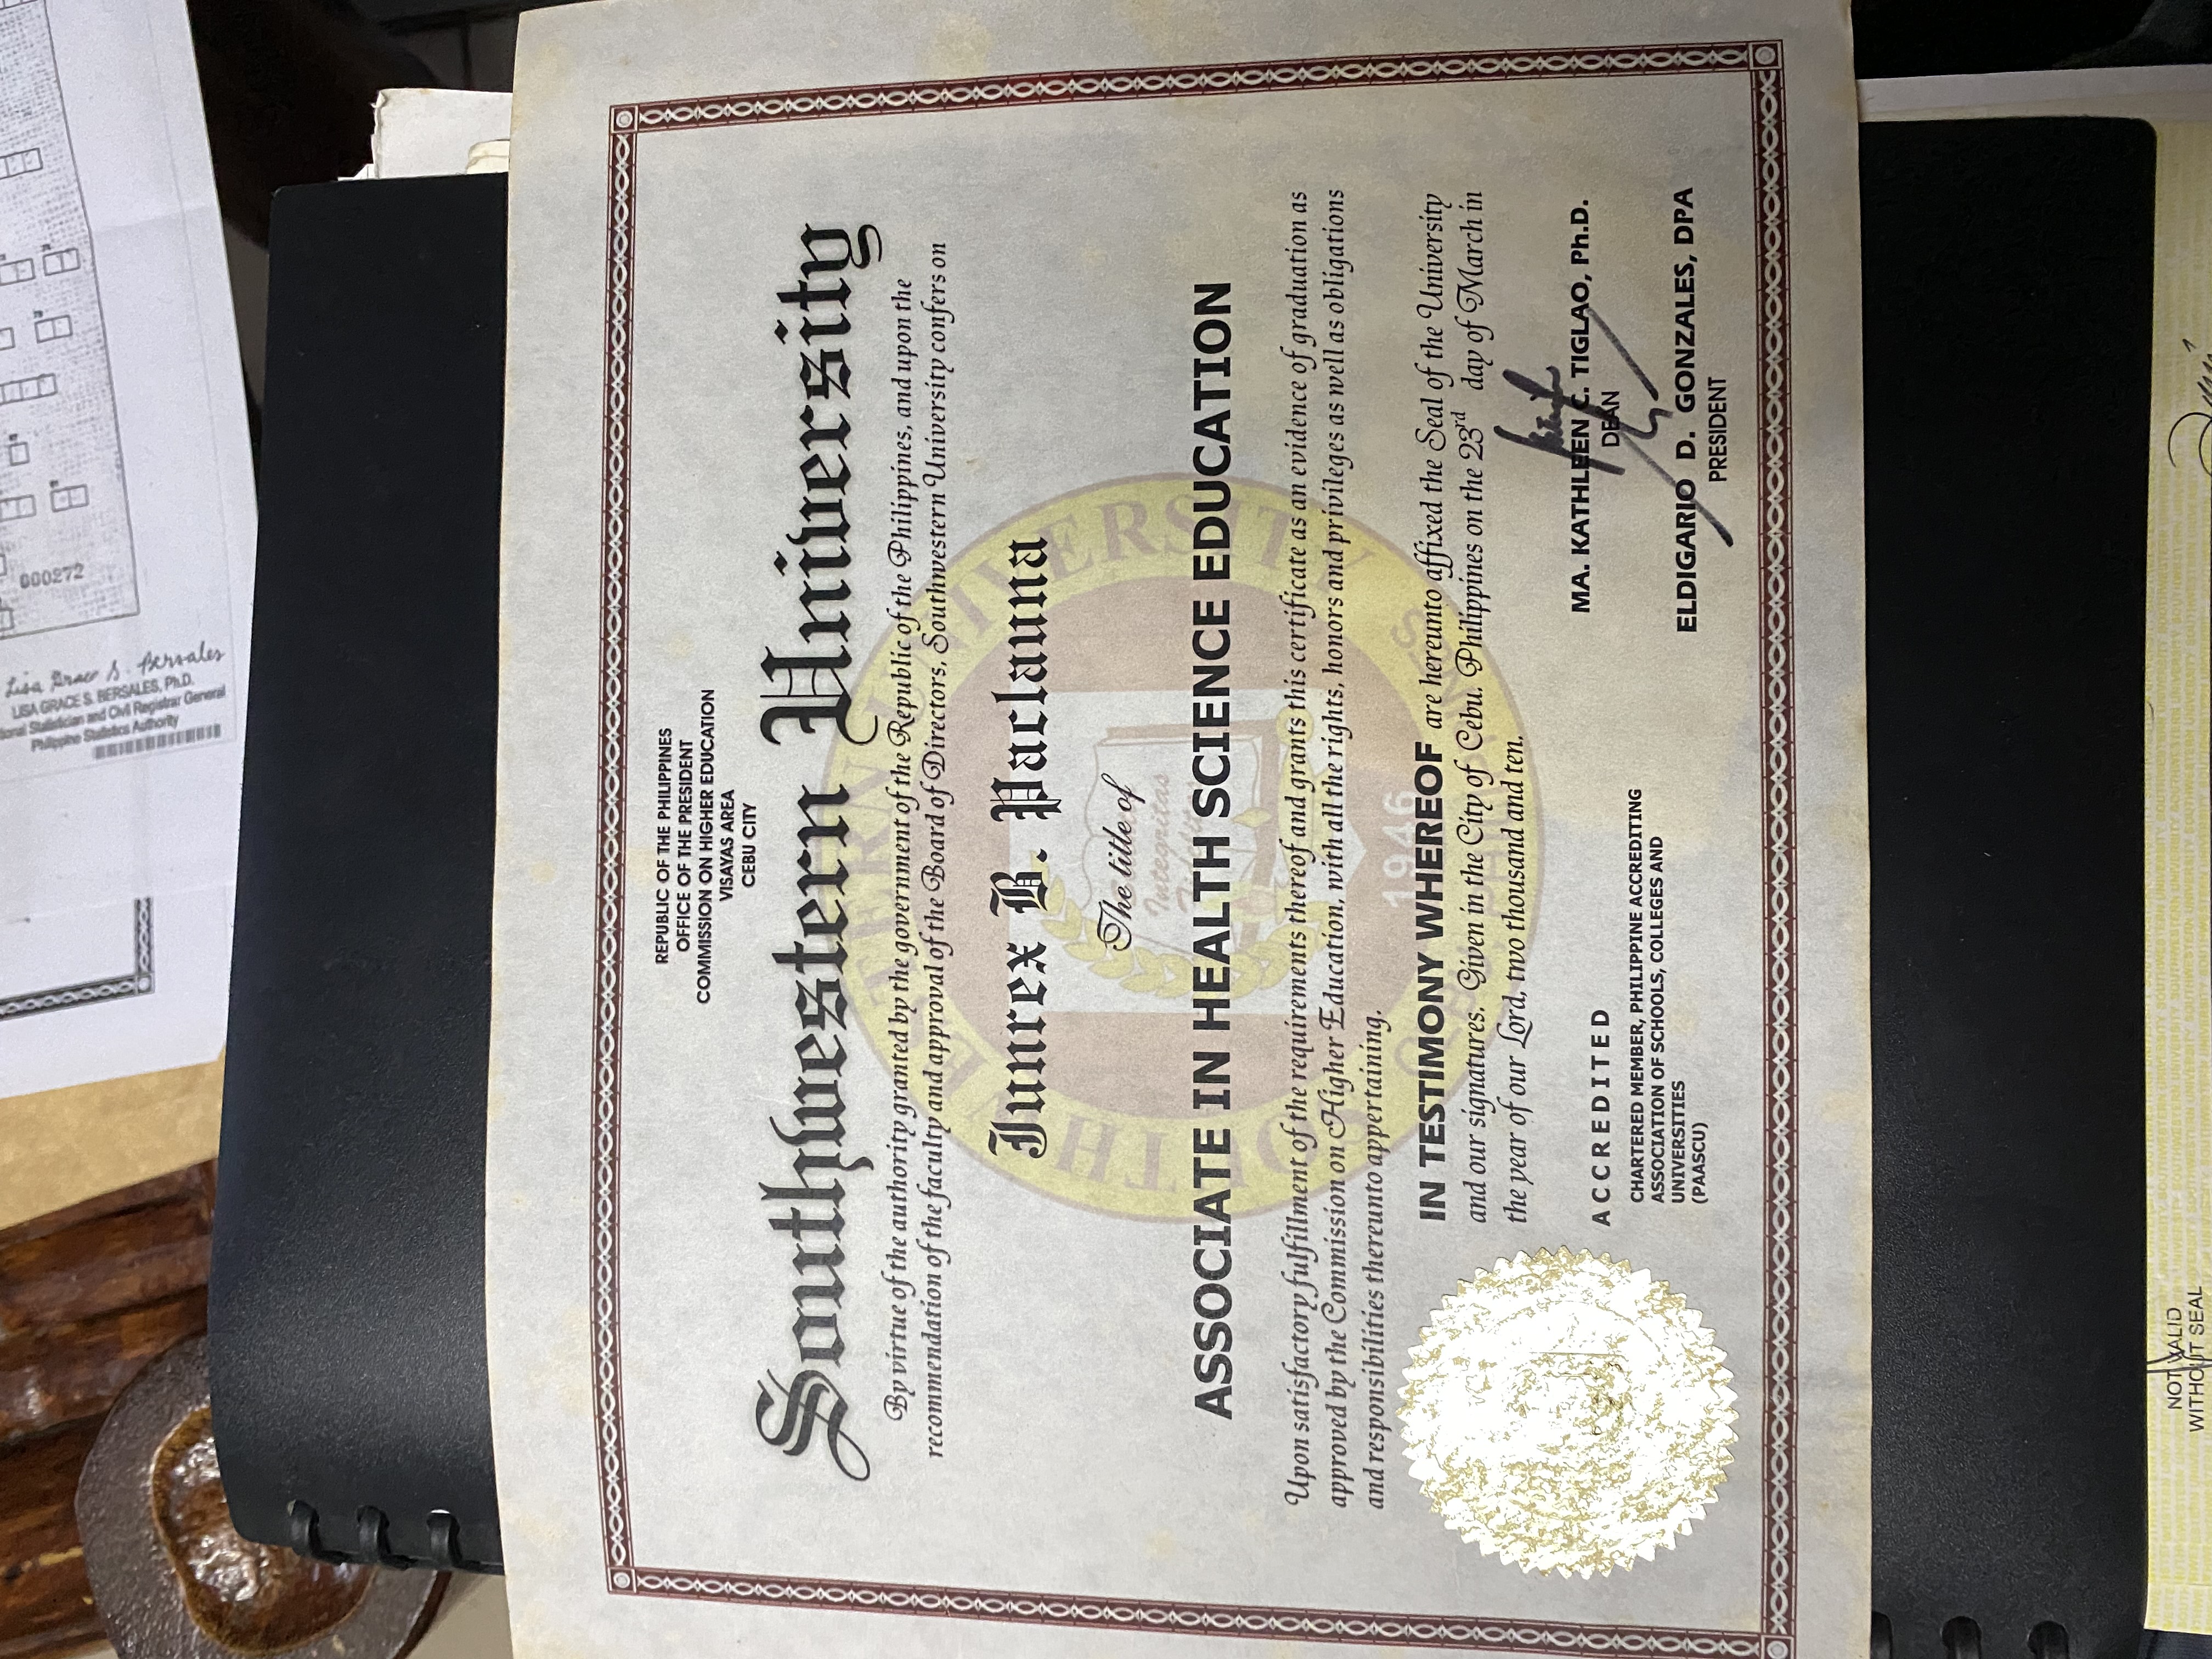 REPUBLIC OF THE PHILIPPINES
OFFICE OF THE PRESIDENT
COMMISSION ON HIGHER EDUCATION
VISAYAS AREA
CEBU CITY
Southwestern University
By virtue of the authority granted by the government of the Republic of the Philippines, and upon the
recommendation of the faculty and approval of the Board of Directors, Southwestern University confers on
Junrex B. Paclauna
The title of
ASSOCIATE IN HEALTH SCIENCE EDUCATION
Upon satisfactory fulfillment of the requirements thereof and grants this certificate as an evidence of graduation as
approved by the Commission on Higher Education, with all the rights, honors and privileges as well as obligations
and responsibilities thereunto appertaining.
IN TESTIMONY WHEREOF are hereunto affixed the Seal of the University
and our signatures. Given in the City of Cebu. Philippines on the 23rd day of March in
the year of our Lord, two thousand and ten.
MA. KATHLEEN C. TIGLAO, Ph.D.
DEAN
ELDIGARIO D. GONZALES, DPA
PRESIDENT
ACCREDITED
CHARTERED MEMBER, PHILIPPINE ACCREDITING
ASSOCIATION OF SCHOOLS, COLLEGES AND
UNIVERSITIES
(PAASCU)
1946
Integritas
000272
Lisa Grace S. Bersales
LISA GRACE S. BERSALES, Ph.D.
Statistician and Civil Registrar General
Philippine Statistics Authority
NOT VALID
WITHOUT SEAL